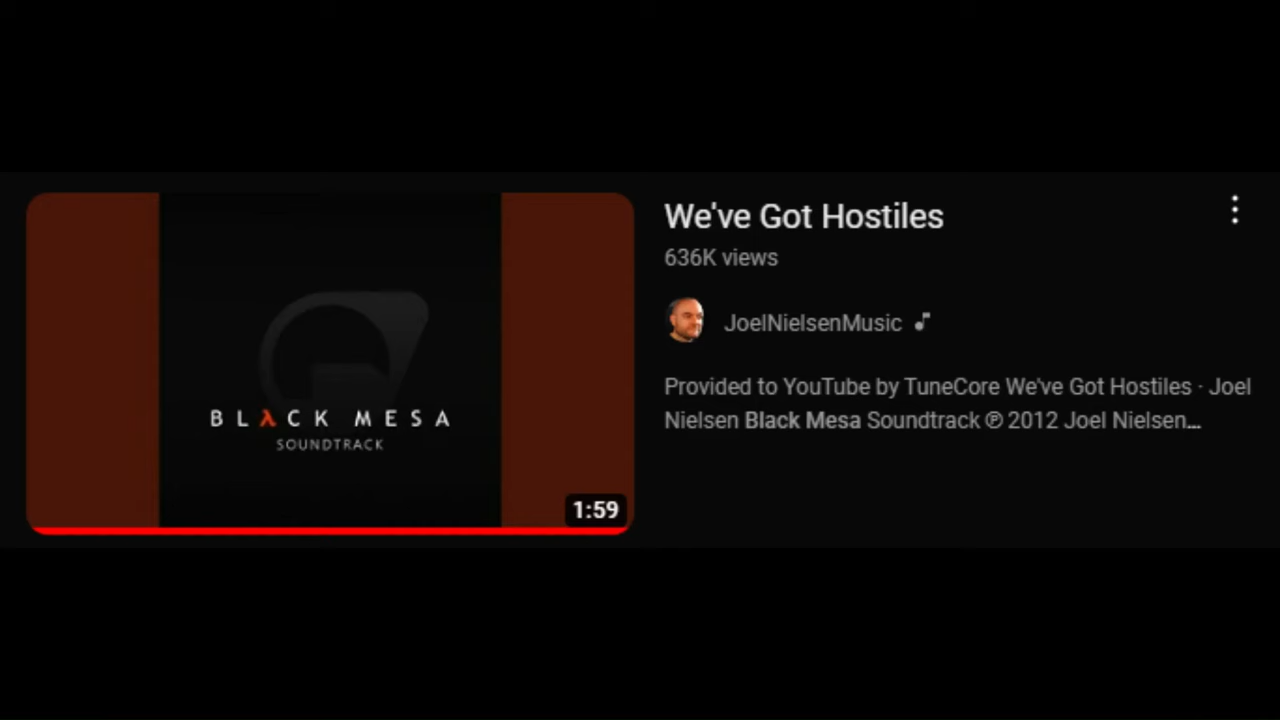 We've Got Hostiles
636K views
JoelNielsenMusic
Provided to YouTube by TuneCore We've Got Hostiles · Joel
Nielsen Black Mesa Soundtrack ℗ 2012 Joel Nielsen...
BLλCK MESA
SOUNDTRACK
1:59